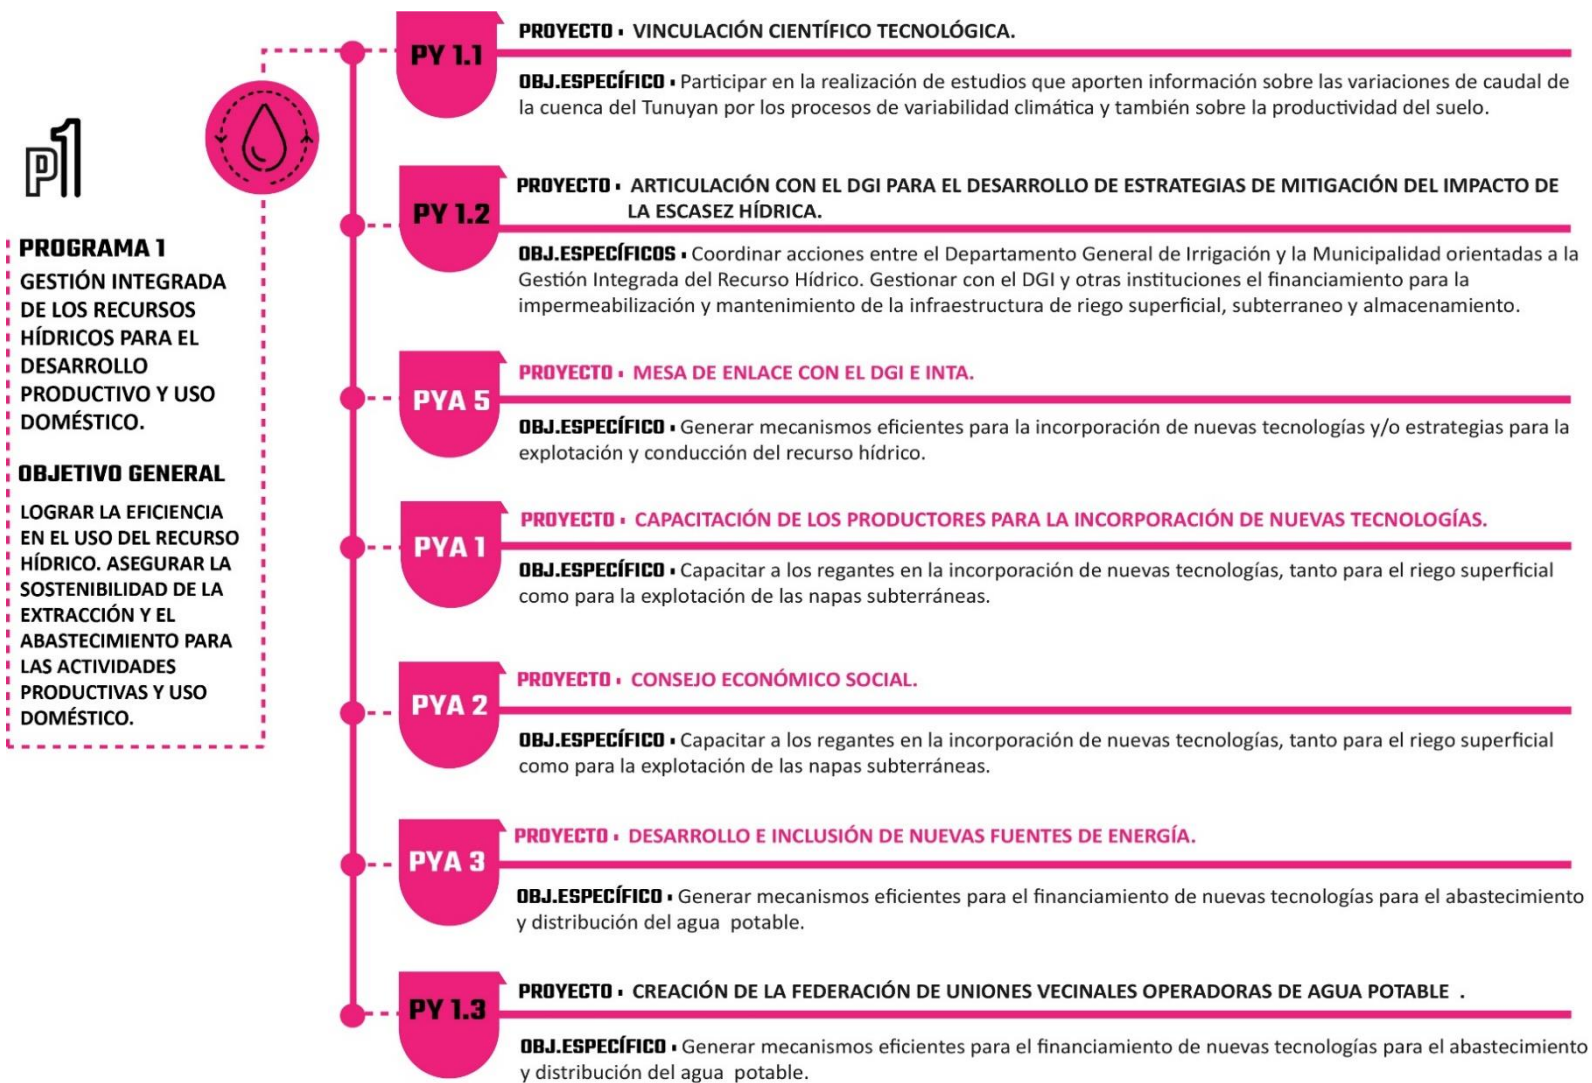 P1
PROGRAMA 1
GESTIÓN INTEGRADA
DE LOS RECURSOS
HÍDRICOS PARA EL
DESARROLLO
PRODUCTIVO Y USO
DOMÉSTICO.
OBJETIVO GENERAL
LOGRAR LA EFICIENCIA
EN EL USO DEL RECURSO
HÍDRICO. ASEGURAR LA
SOSTENIBILIDAD DE LA
EXTRACCIÓN Y EL
ABASTECIMIENTO PARA
LAS ACTIVIDADES
PRODUCTIVAS Y USO
DOMÉSTICO.
PY 1.1
PROYECTO · VINCULACIÓN CIENTÍFICO TECNOLÓGICA.
OBJ.ESPECÍFICO · Participar en la realización de estudios que aporten información sobre las variaciones de caudal de
la cuenca del Tunuyan por los procesos de variabilidad climática y también sobre la productividad del suelo.
PY 1.2
PROYECTO · ARTICULACIÓN CON EL DGI PARA EL DESARROLLO DE ESTRATEGIAS DE MITIGACIÓN DEL IMPACTO DE
LA ESCASEZ HÍDRICA.
OBJ.ESPECÍFICOS · Coordinar acciones entre el Departamento General de Irrigación y la Municipalidad orientadas a la
Gestión Integrada del Recurso Hídrico. Gestionar con el DGI y otras instituciones el financiamiento para la
impermeabilización y mantenimiento de la infraestructura de riego superficial, subterraneo y almacenamiento.
PYA 5
PROYECTO · MESA DE ENLACE CON EL DGI E INTA.
OBJ.ESPECÍFICO · Generar mecanismos eficientes para la incorporación de nuevas tecnologías y/o estrategias para la
explotación y conducción del recurso hídrico.
PYA 1
PROYECTO · CAPACITACIÓN DE LOS PRODUCTORES PARA LA INCORPORACIÓN DE NUEVAS TECNOLOGÍAS.
OBJ.ESPECÍFICO · Capacitar a los regantes en la incorporación de nuevas tecnologías, tanto para el riego superficial
como para la explotación de las napas subterráneas.
PYA 2
PROYECTO · CONSEJO ECONÓMICO SOCIAL.
OBJ.ESPECÍFICO · Capacitar a los regantes en la incorporación de nuevas tecnologías, tanto para el riego superficial
como para la explotación de las napas subterráneas.
PYA 3
PROYECTO · DESARROLLO E INCLUSIÓN DE NUEVAS FUENTES DE ENERGÍA.
OBJ.ESPECÍFICO · Generar mecanismos eficientes para el financiamiento de nuevas tecnologías para el abastecimiento
y distribución del agua potable.
PY 1.3
PROYECTO · CREACIÓN DE LA FEDERACIÓN DE UNIONES VECINALES OPERADORAS DE AGUA POTABLE .
OBJ.ESPECÍFICO · Generar mecanismos eficientes para el financiamiento de nuevas tecnologías para el abastecimiento
y distribución del agua potable.